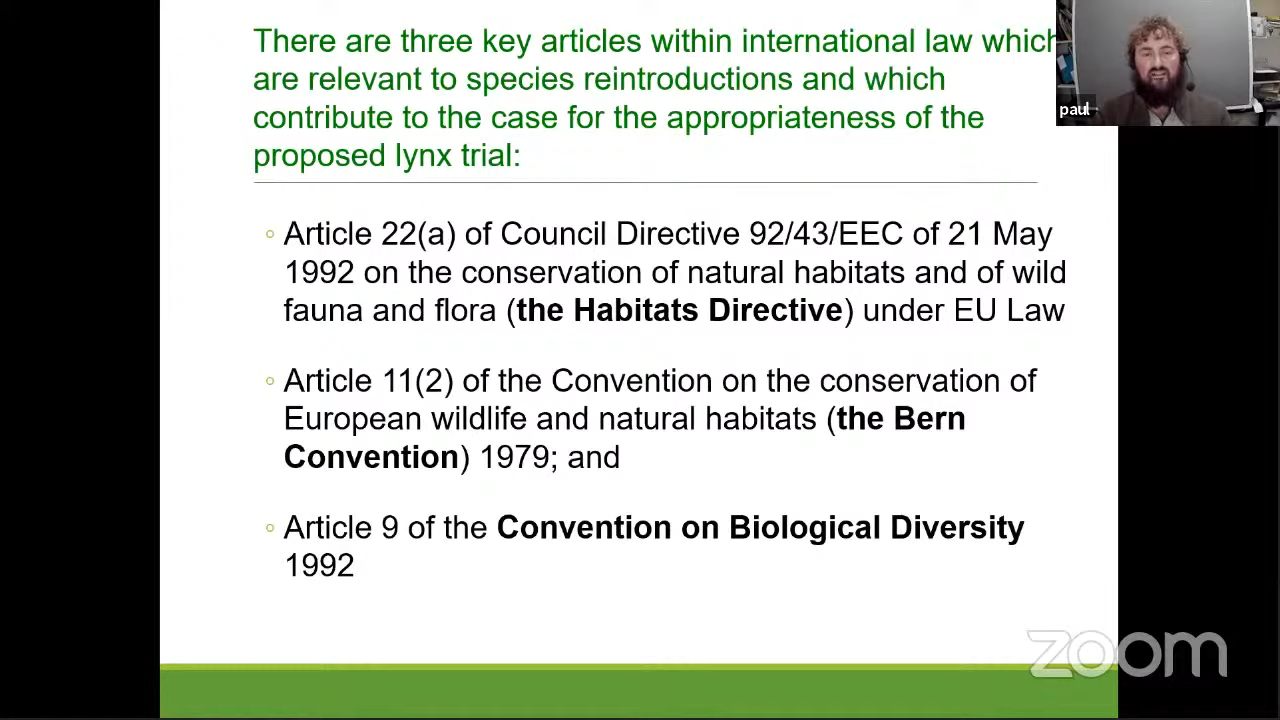 There are three key articles within international law which
are relevant to species reintroductions and which
contribute to the case for the appropriateness of the
proposed lynx trial:
paul
Article 22(a) of Council Directive 92/43/EEC of 21 May
1992 on the conservation of natural habitats and of wild
fauna and flora (the Habitats Directive) under EU Law
Article 11(2) of the Convention on the conservation of
European wildlife and natural habitats (the Bern
Convention) 1979; and
Article 9 of the Convention on Biological Diversity
1992
zoom